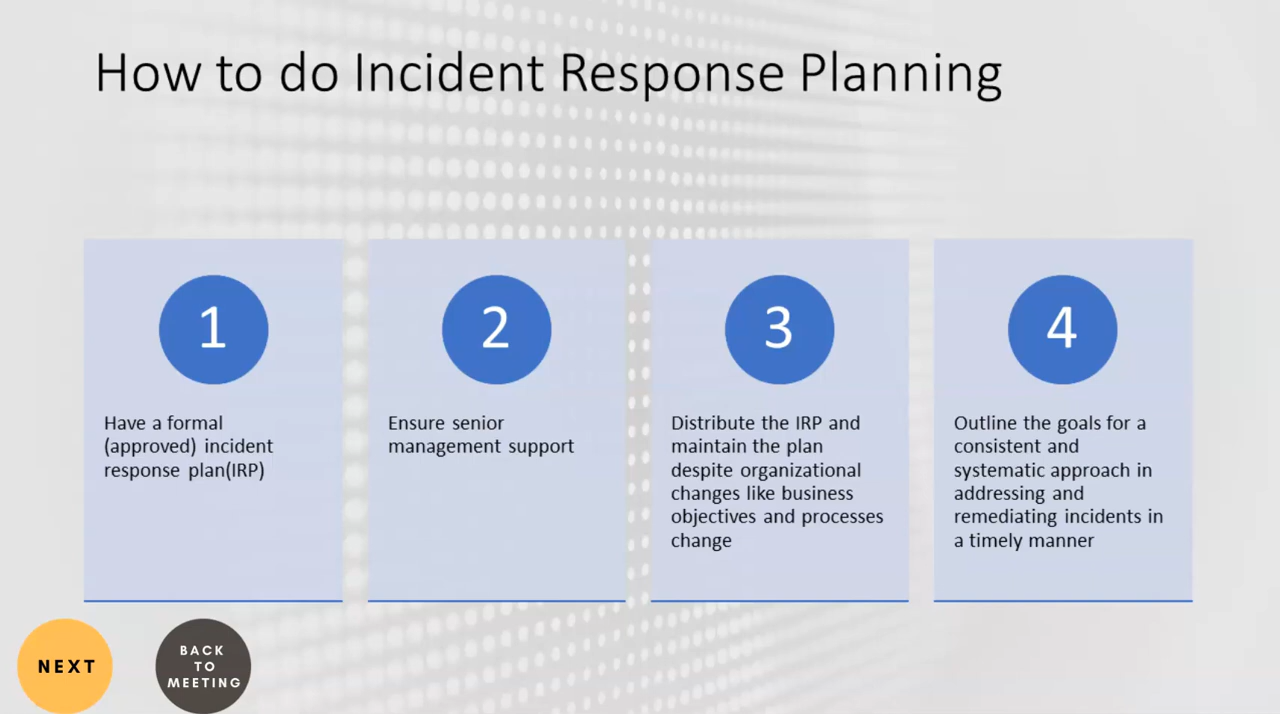 How to do Incident Response Planning
1
Have a formal
(approved) incident
response plan(IRP)
2
Ensure senior
management support
3
Distribute the IRP and
maintain the plan
despite organizational
changes like business
objectives and processes
change
4
Outline the goals for a
consistent and
systematic approach in
addressing and
remediating incidents in
a timely manner
NEXT
BACK
TO
MEETING